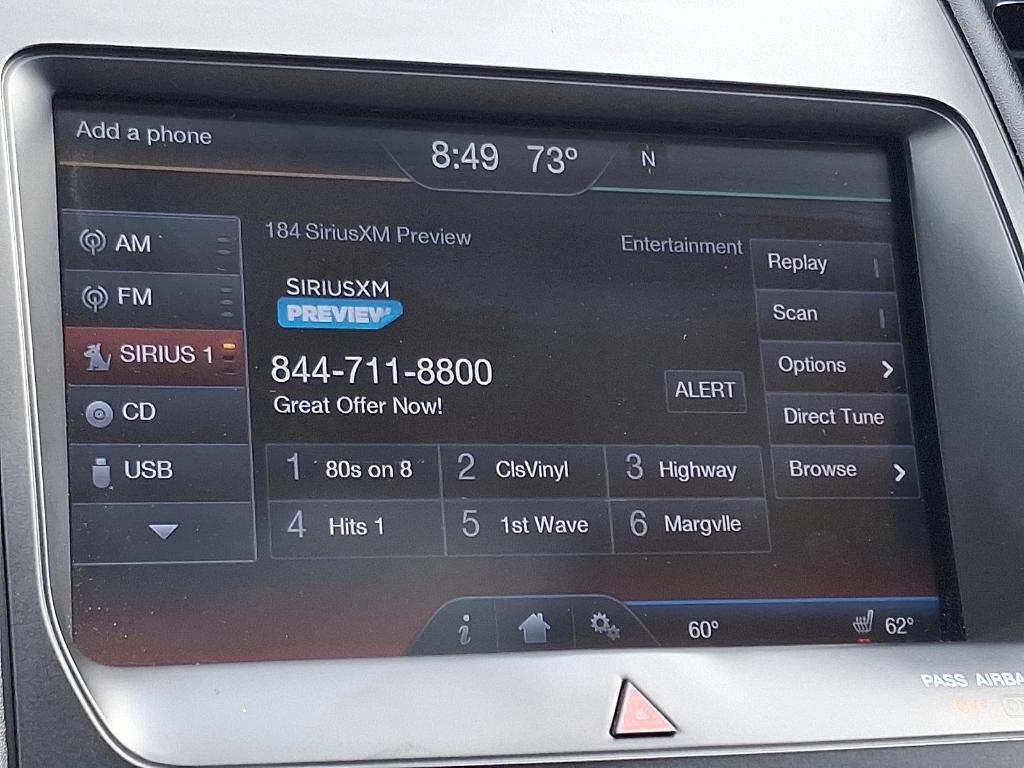 Add a phone
8:49 73° N
AM
FM
SIRIUS 1
CD
USB
184 SiriusXM Preview
Entertainment
SIRIUSXM
PREVIEW
844-711-8800
Great Offer Now!
ALERT
1 80s on 8
2 ClsVinyl
3 Highway
4 Hits 1
5 1st Wave
6 Margvlle
Replay
Scan
Options
Direct Tune
Browse
i
60°
62°
PASS AIRBA
OFF